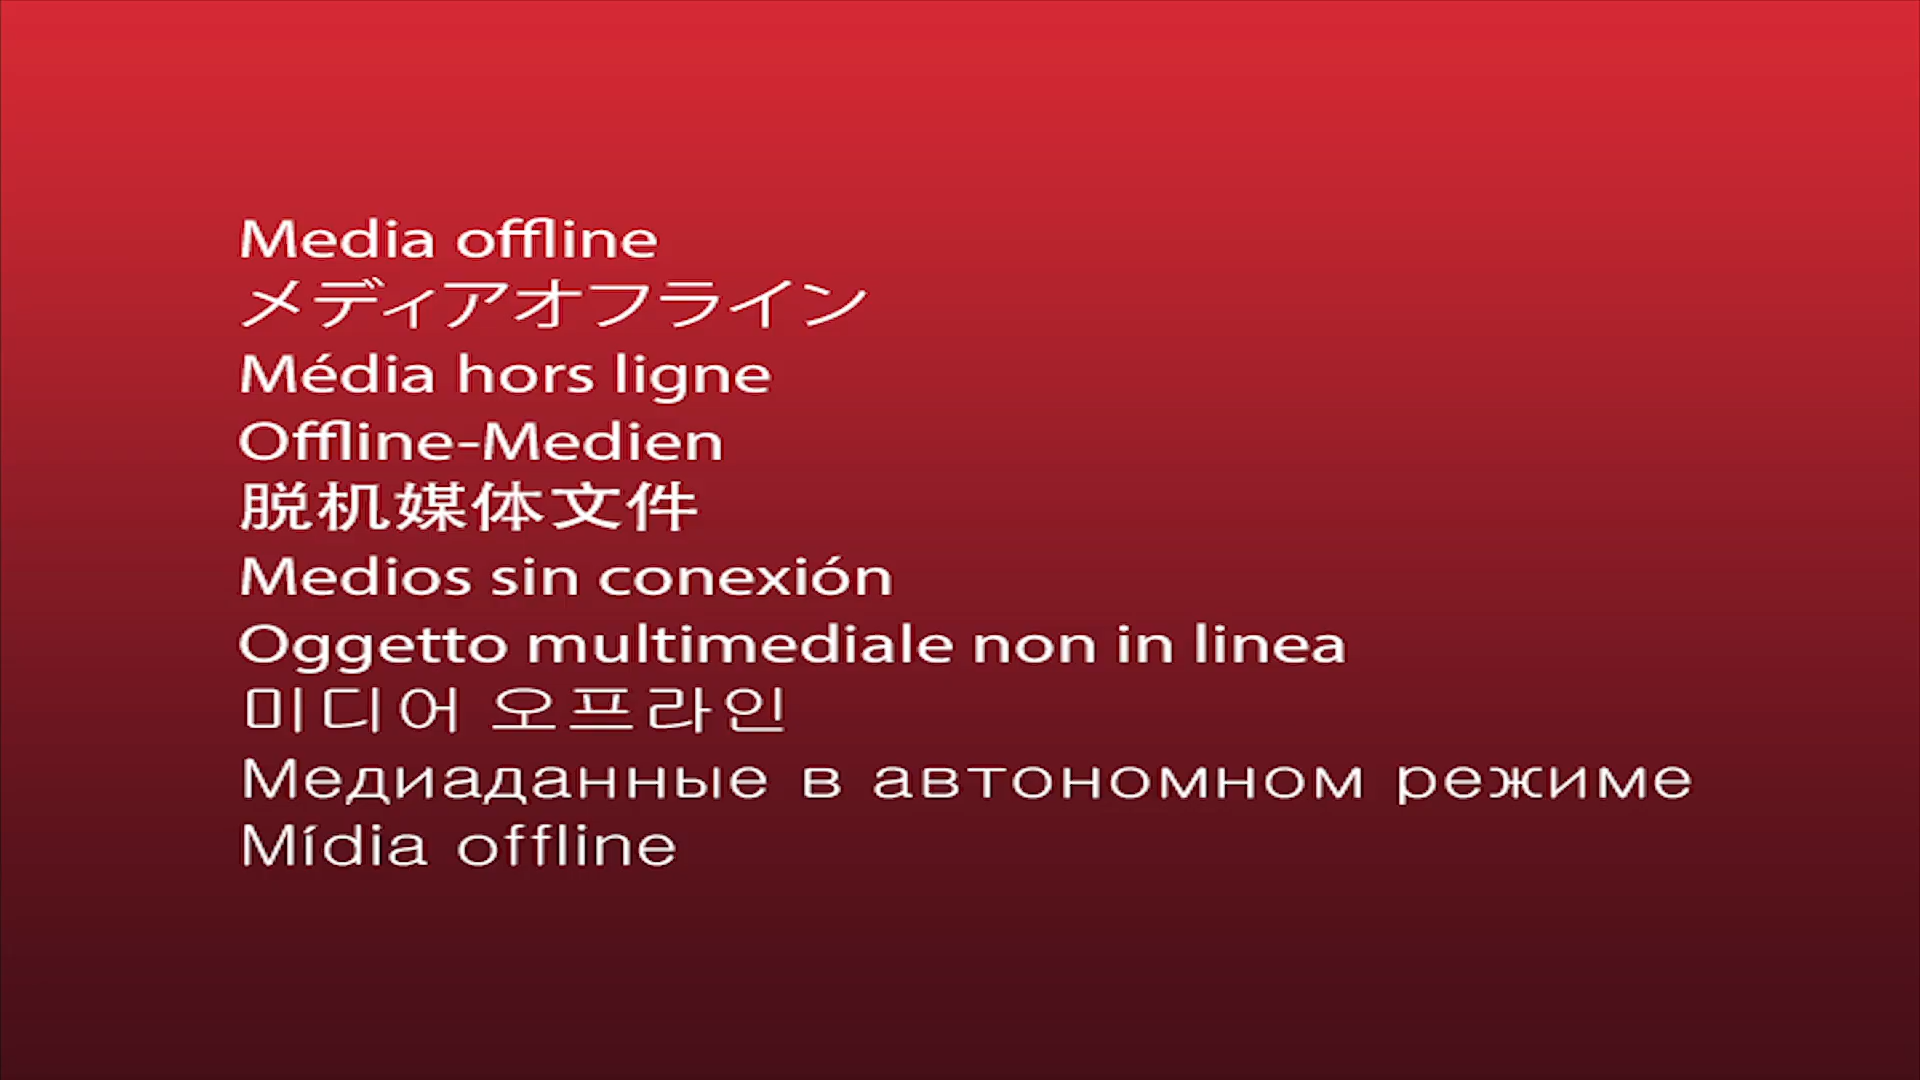 Media offline
メディアオフライン
Média hors ligne
Offline-Medien
脱机媒体文件
Medios sin conexión
Oggetto multimediale non in linea
미디어 오프라인
Медиаданные в автономном режиме
Mídia offline